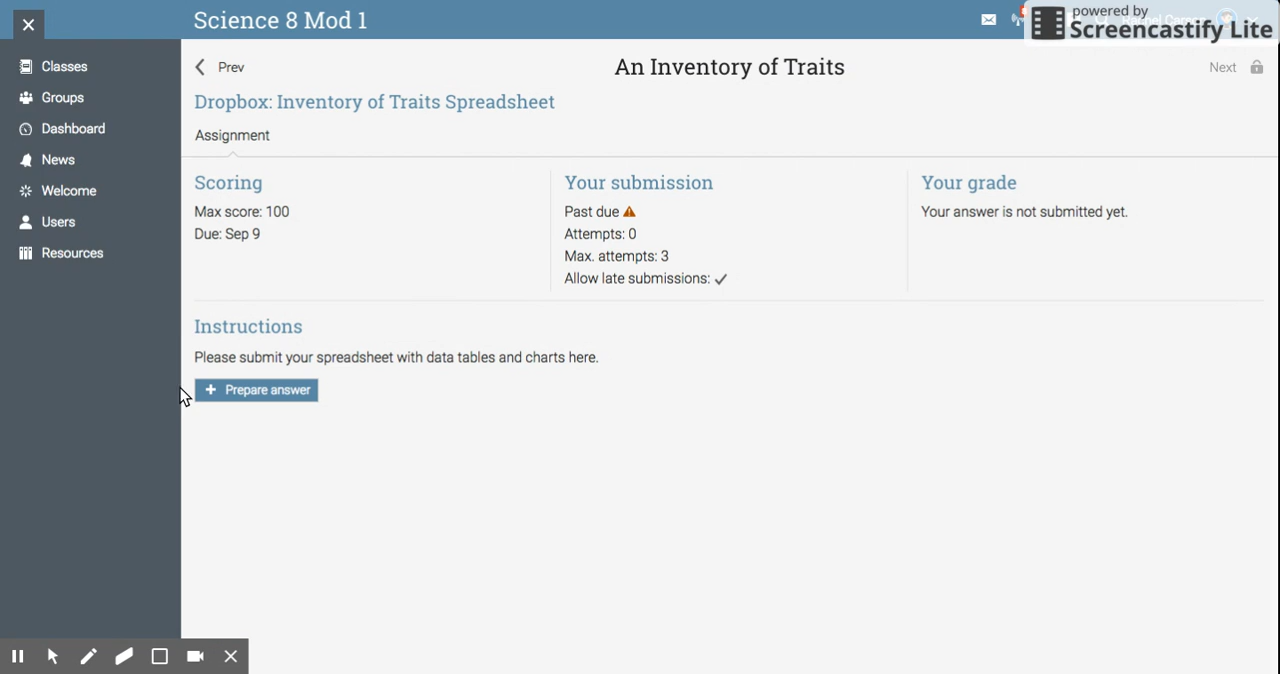 Science 8 Mod 1
powered by
Screencastify Lite
Classes
Groups
Dashboard
News
Welcome
Users
Resources
Prev
An Inventory of Traits
Next
Dropbox: Inventory of Traits Spreadsheet
Assignment
Scoring
Max score: 100
Due: Sep 9
Your submission
Past due
Attempts: 0
Max. attempts: 3
Allow late submissions:
Your grade
Your answer is not submitted yet.
Instructions
Please submit your spreadsheet with data tables and charts here.
+ Prepare answer